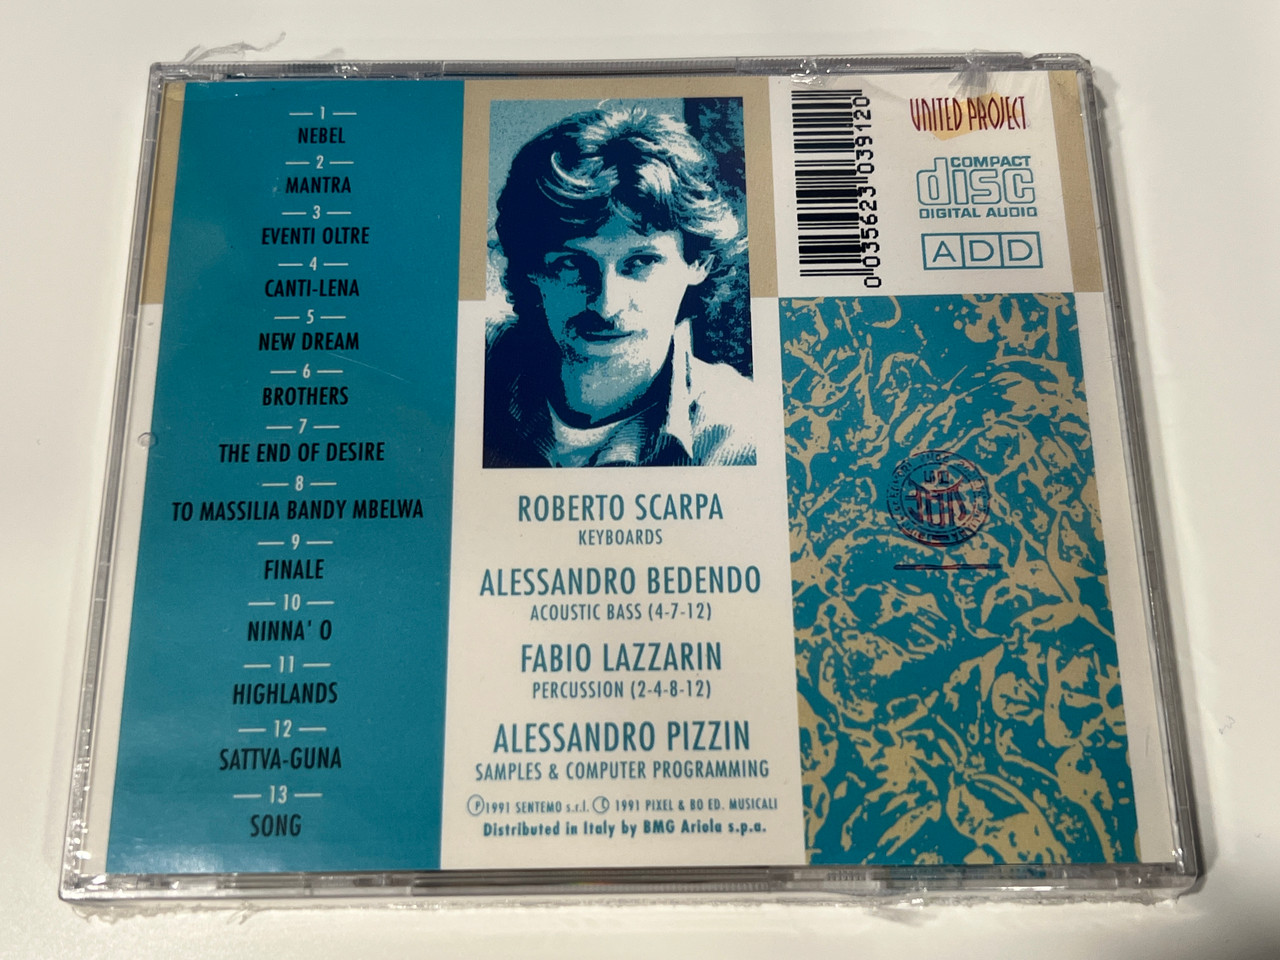 1
NEBEL
2
MANTRA
3
EVENTI OLTRE
4
CANTI-LENA
5
NEW DREAM
6
BROTHERS
7
THE END OF DESIRE
8
TO MASSILIA BANDY MBELWA
9
FINALE
10
NINNA' O
11
HIGHLANDS
12
SATTVA-GUNA
13
SONG
ROBERTO SCARPA
KEYBOARDS
ALESSANDRO BEDENDO
ACOUSTIC BASS (4-7-12)
FABIO LAZZARIN
PERCUSSION (2-4-8-12)
ALESSANDRO PIZZIN
SAMPLES & COMPUTER PROGRAMMING
Ⓟ1991 SENTEMO s.r.l. © 1991 PIXEL & BO ED. MUSICALI
Distributed in Italy by BMG Ariola s.p.a.
0 035623 039120
UNITED PROJECT
COMPACT
disc
DIGITAL AUDIO
ADD